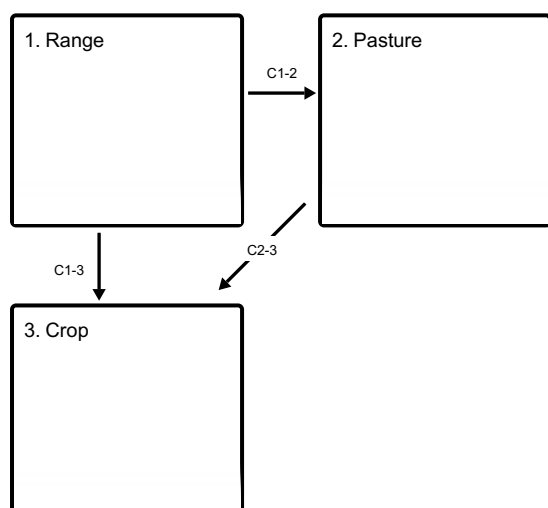 1. Range
2. Pasture
C1-2
C2-3
C1-3
3. Crop